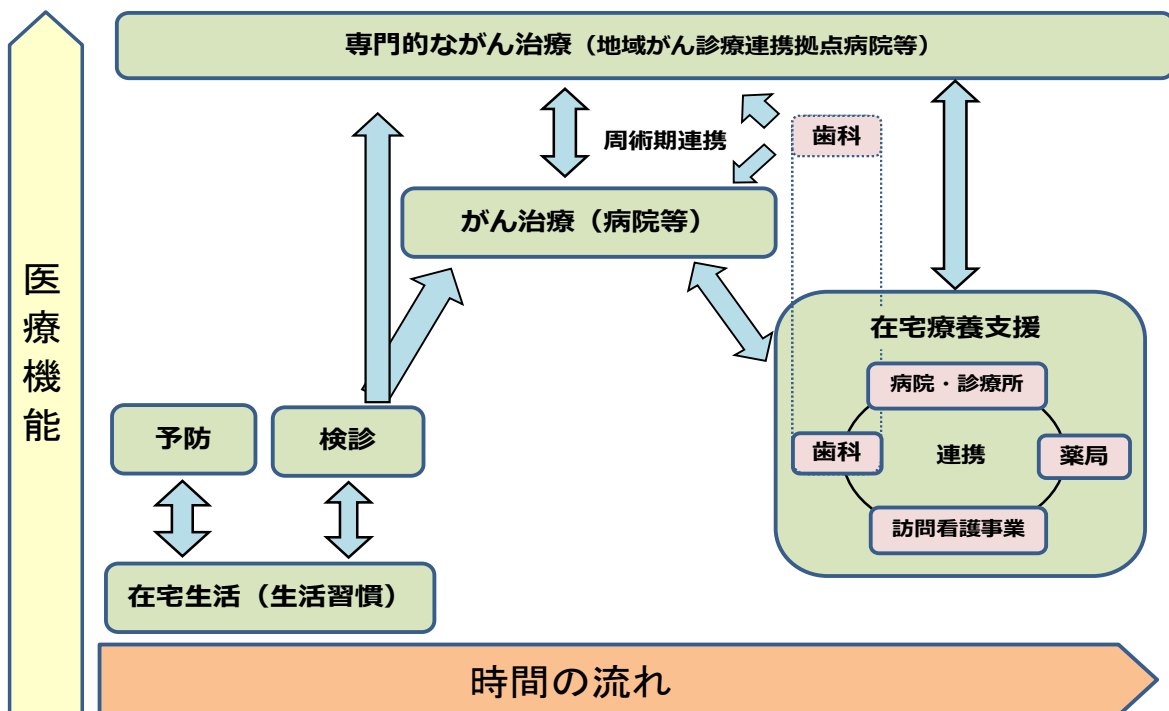 専門的ながん治療（地域がん診療連携拠点病院等）
周術期連携
歯科
がん治療（病院等）
医療機能
在宅療養支援
病院・診療所
予防
検診
歯科
連携
薬局
訪問看護事業
在宅生活（生活習慣）
時間の流れ